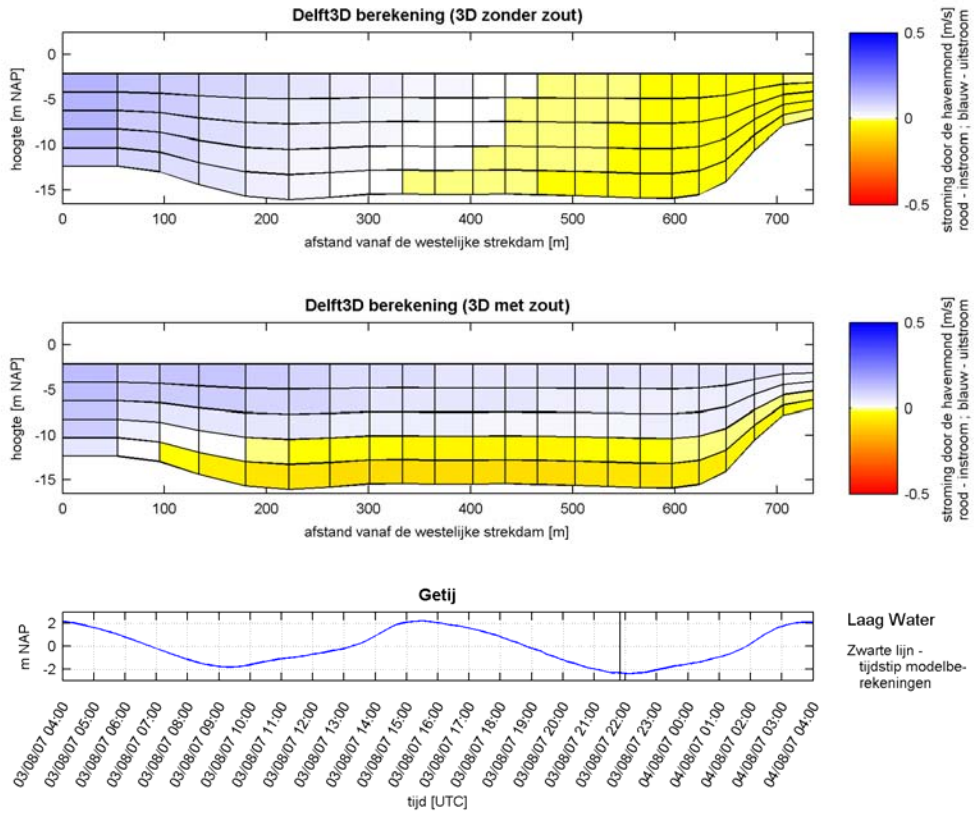 Delft3D berekening (3D zonder zout)
hoogte [m NAP]
0
-5
-10
-15
0 100 200 300 400 500 600 700
afstand vanaf de westelijke strekdam [m]
0.5
0
-0.5
stroming door de havenmond [m/s]
rood - instroom ; blauw - uitstroom
Delft3D berekening (3D met zout)
hoogte [m NAP]
0
-5
-10
-15
0 100 200 300 400 500 600 700
afstand vanaf de westelijke strekdam [m]
0.5
0
-0.5
stroming door de havenmond [m/s]
rood - instroom ; blauw - uitstroom
Getij
m NAP
2
0
-2
03/08/07 04:00
03/08/07 05:00
03/08/07 06:00
03/08/07 07:00
03/08/07 08:00
03/08/07 09:00
03/08/07 10:00
03/08/07 11:00
03/08/07 12:00
03/08/07 13:00
03/08/07 14:00
03/08/07 15:00
03/08/07 16:00
03/08/07 17:00
03/08/07 18:00
03/08/07 19:00
03/08/07 20:00
03/08/07 21:00
03/08/07 22:00
03/08/07 23:00
04/08/07 00:00
04/08/07 01:00
04/08/07 02:00
04/08/07 03:00
04/08/07 04:00
tijd [UTC]
Laag Water
Zwarte lijn -
tijdstip modelbe-
rekeningen